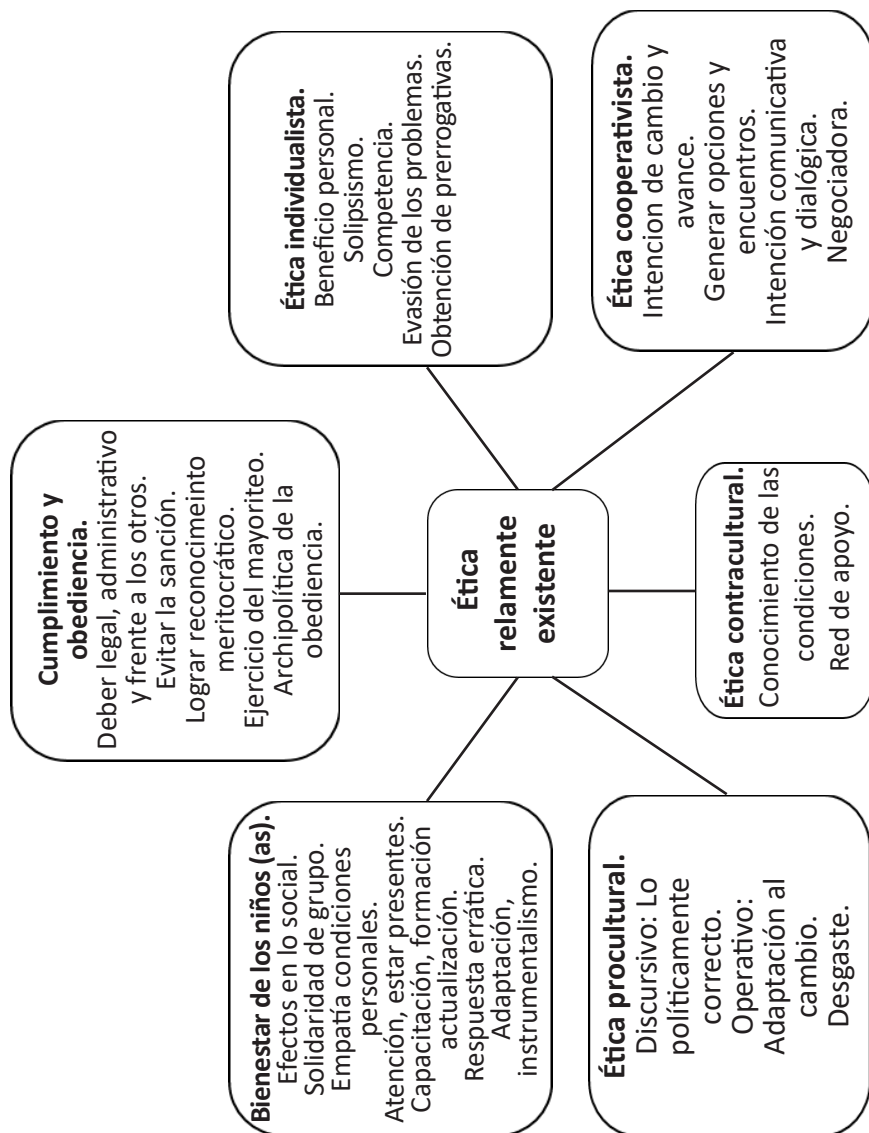 Cumplimiento y
obediencia.
Deber legal, administrativo
y frente a los otros.
Evitar la sanción.
Lograr reconocimeinto
meritocrático.
Ejercicio del mayoriteo.
Archipolítica de la
obediencia.
Bienestar de los niños (as).
Efectos en lo social.
Solidaridad de grupo.
Empatía condiciones
personales.
Atención, estar presentes.
Capacitación, formación
actualización.
Respuesta errática.
Adaptación,
instrumentalismo.
Ética individualista.
Beneficio personal.
Solipsismo.
Competencia.
Evasión de los problemas.
Obtención de prerrogativas.
Ética
relamente
existente
Ética procultural.
Discursivo: Lo
políticamente
correcto.
Operativo:
Adaptación al
cambio.
Desgaste.
Ética contracultural.
Conocimiento de las
condiciones.
Red de apoyo.
Ética cooperativista.
Intencion de cambio y
avance.
Generar opciones y
encuentros.
Intención comunicativa
y dialógica.
Negociadora.